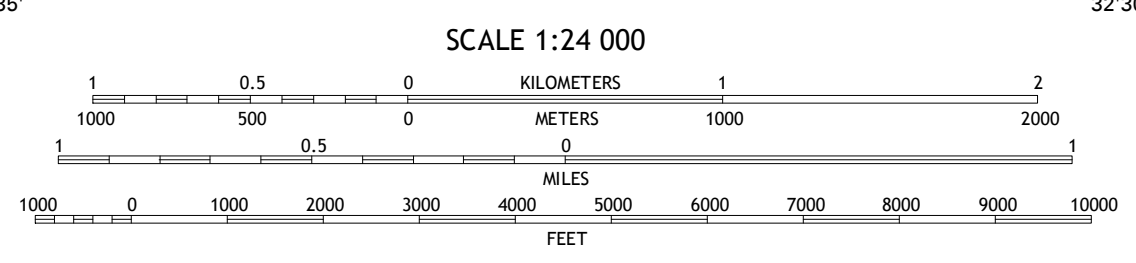 35' 32'30
SCALE 1:24 000
1 0.5 0 KILOMETERS 1 2
1000 500 0 METERS 1000 2000
1 0.5 0 1
MILES
1000 0 1000 2000 3000 4000 5000 6000 7000 8000 9000 10000
FEET